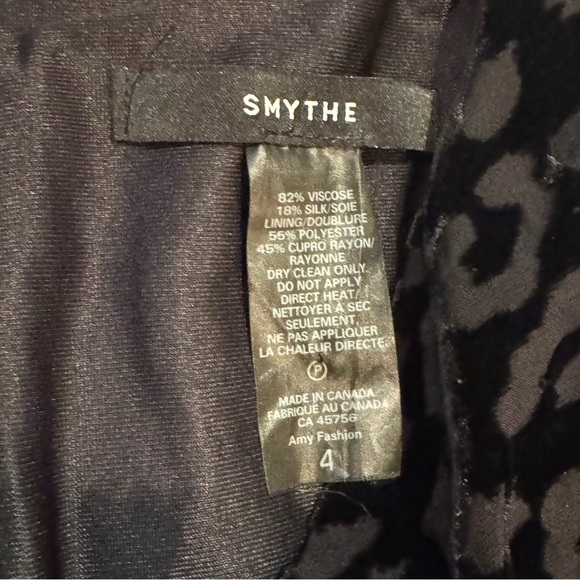 SMYTHE
82% VISCOSE
18% SILK/SOIE
LINING/DOUBLURE
55% POLYESTER
45% CUPRO RAYON/
RAYONNE
DRY CLEAN ONLY.
DO NOT APPLY
DIRECT HEAT/
NETTOYER À SEC
SEULEMENT.
NE PAS APPLIQUER
LA CHALEUR DIRECTE.
P
MADE IN CANADA
FABRIQUE AU CANADA
CA 45756
Amy Fashion
4